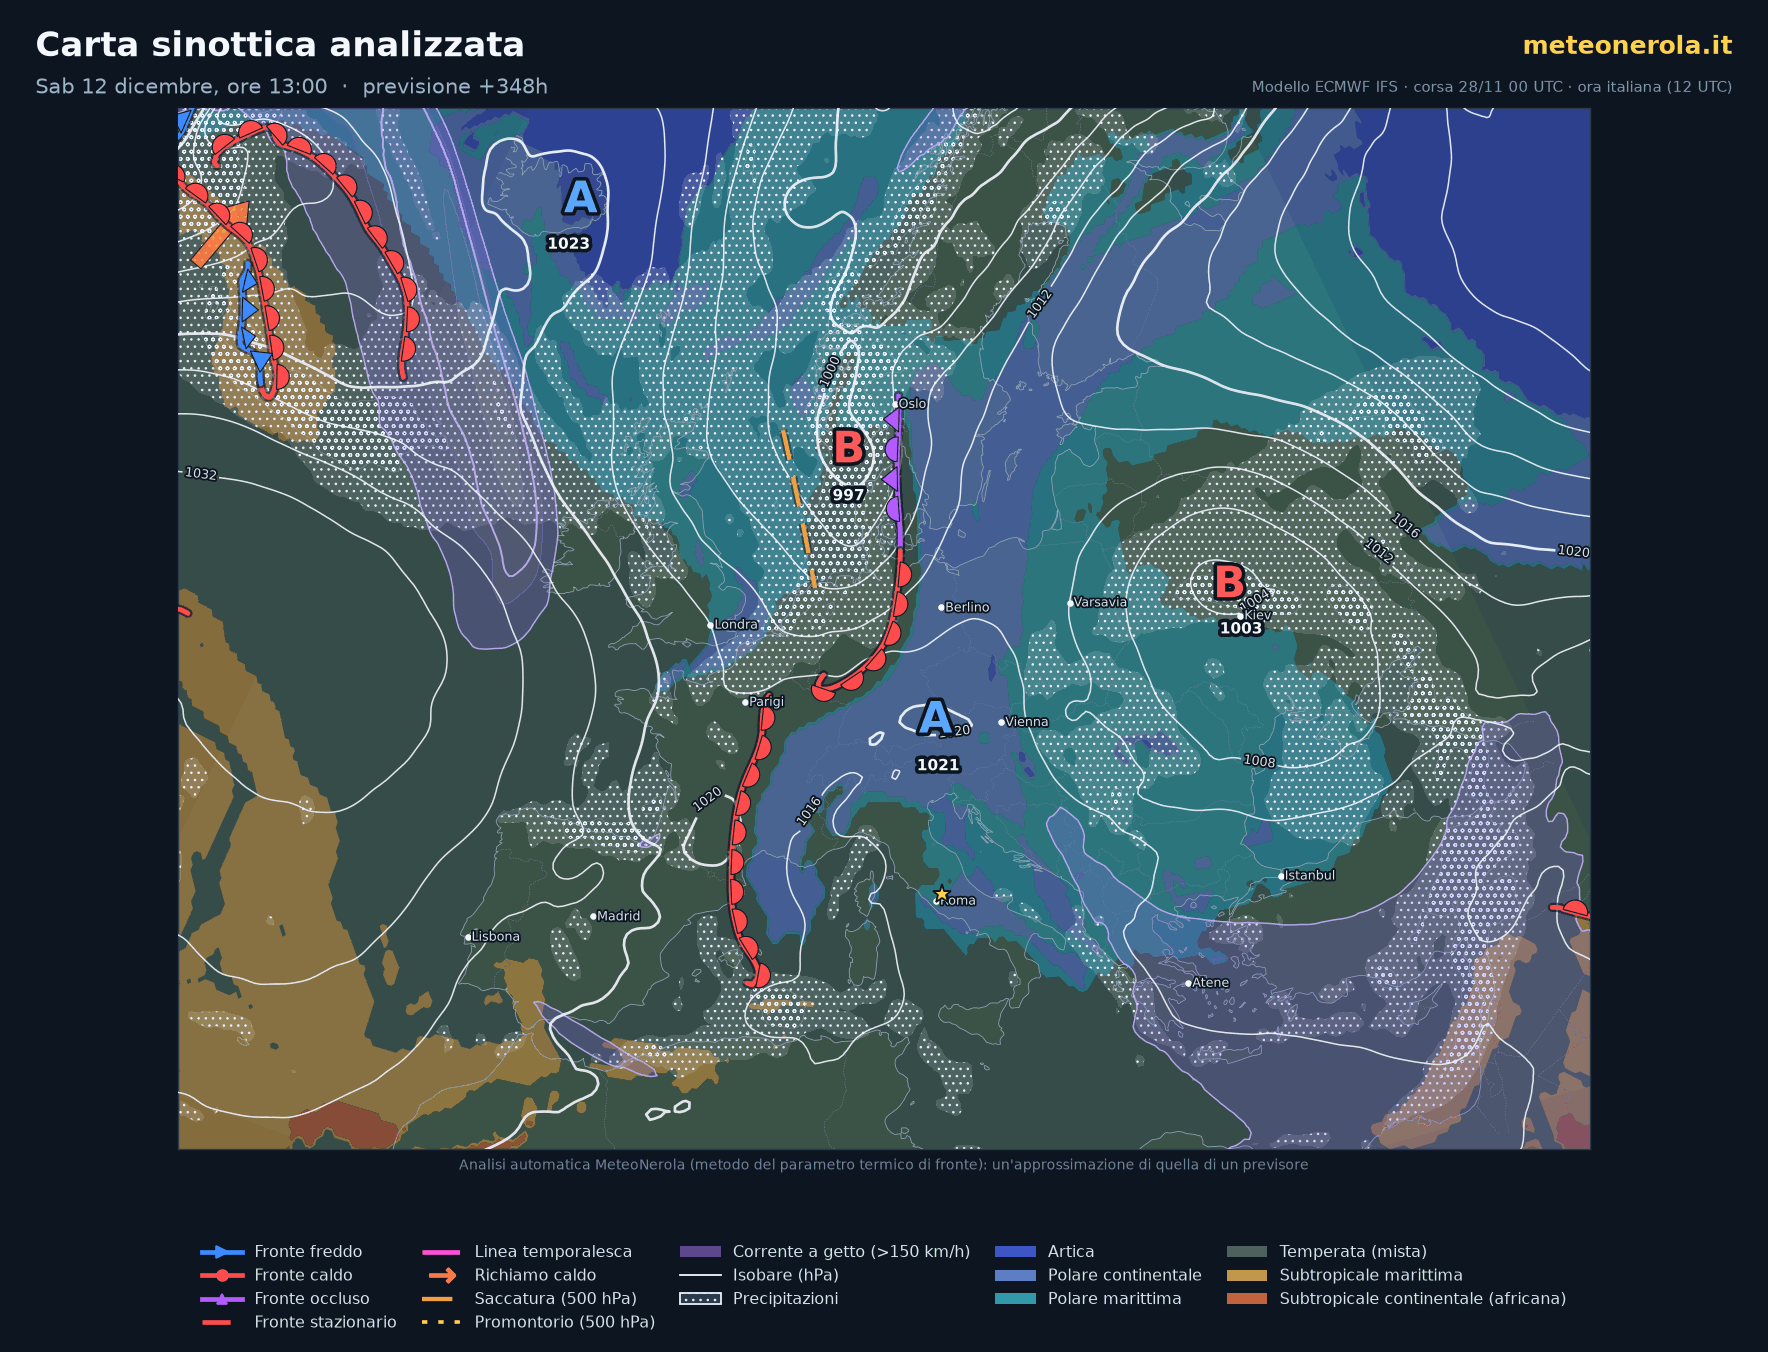 Carta sinottica analizzata
meteonerola.it
Sab 12 dicembre, ore 13:00 · previsione +348h
Modello ECMWF IFS · corsa 28/11 00 UTC · ora italiana (12 UTC)
A
1023
1012
1000
Oslo
B
997
1032
1016
1012
1020
B
1004
Kiev
1003
Berlino
Varsavia
Londra
Parigi
A
20
Vienna
1021
1008
1020
1016
Istanbul
Roma
Madrid
Lisbona
Atene
Analisi automatica MeteoNerola (metodo del parametro termico di fronte): un'approssimazione di quella di un previsore
Fronte freddo
Fronte caldo
Fronte occluso
Fronte stazionario
Linea temporalesca
Richiamo caldo
Saccatura (500 hPa)
Promontorio (500 hPa)
Corrente a getto (>150 km/h)
Isobare (hPa)
Precipitazioni
Artica
Polare continentale
Polare marittima
Temperata (mista)
Subtropicale marittima
Subtropicale continentale (africana)